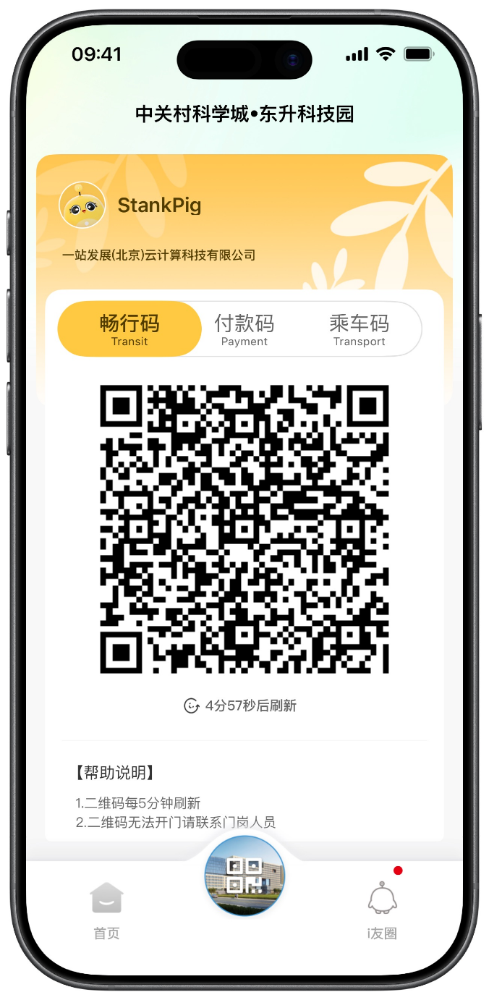 09:41
中关村科学城•东升科技园
StankPig
一站发展(北京)云计算科技有限公司
畅行码 付款码 乘车码
Transit Payment Transport
4分57秒后刷新
【帮助说明】
1.二维码每5分钟刷新
2.二维码无法开门请联系门岗人员
首页 i友圈